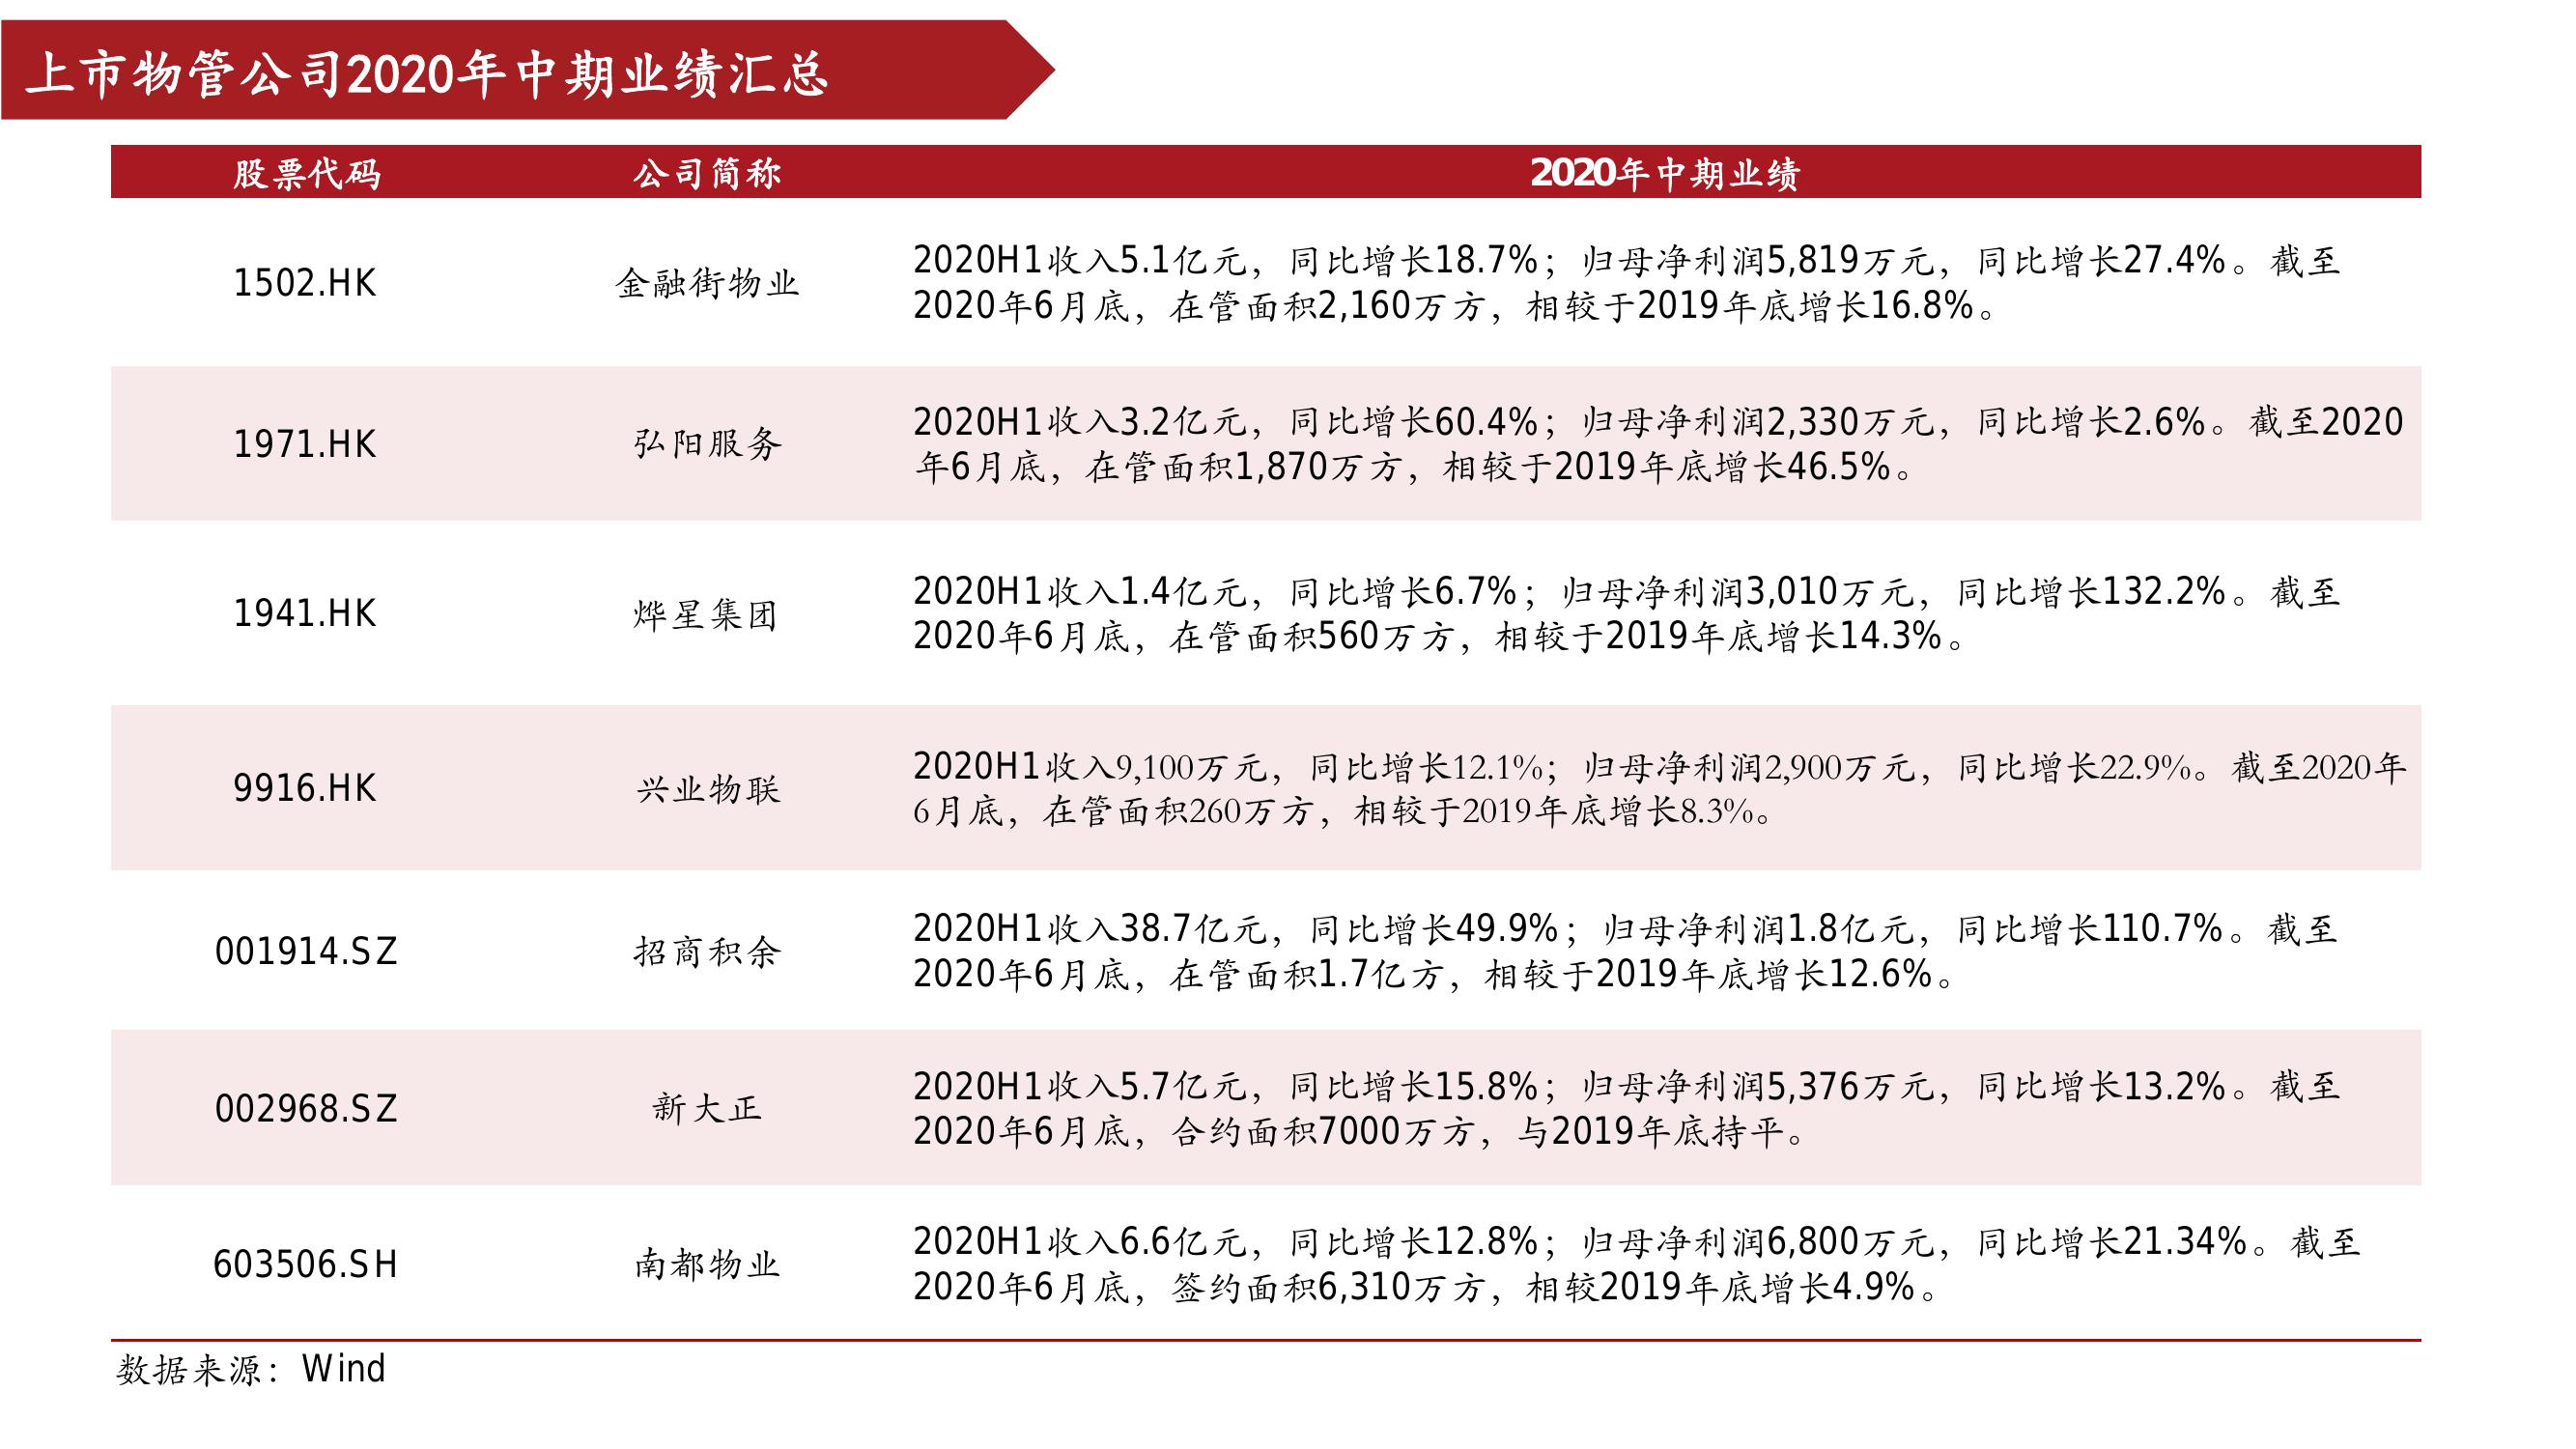 上市物管公司2020年中期业绩汇总
股票代码 公司简称 2020年中期业绩
1502.HK 金融街物业 2020H1收入5.1亿元，同比增长18.7%；归母净利润5,819万元，同比增长27.4%。截至
2020年6月底，在管面积2,160万方，相较于2019年底增长16.8%。
1971.HK 弘阳服务 2020H1收入3.2亿元，同比增长60.4%；归母净利润2,330万元，同比增长2.6%。截至2020
年6月底，在管面积1,870万方，相较于2019年底增长46.5%。
1941.HK 烨星集团 2020H1收入1.4亿元，同比增长6.7%；归母净利润3,010万元，同比增长132.2%。截至
2020年6月底，在管面积560万方，相较于2019年底增长14.3%。
9916.HK 兴业物联 2020H1收入9,100万元，同比增长12.1%；归母净利润2,900万元，同比增长22.9%。截至2020年
6月底，在管面积260万方，相较于2019年底增长8.3%。
001914.SZ 招商积余 2020H1收入38.7亿元，同比增长49.9%；归母净利润1.8亿元，同比增长110.7%。截至
2020年6月底，在管面积1.7亿方，相较于2019年底增长12.6%。
002968.SZ 新大正 2020H1收入5.7亿元，同比增长15.8%；归母净利润5,376万元，同比增长13.2%。截至
2020年6月底，合约面积7000万方，与2019年底持平。
603506.SH 南都物业 2020H1收入6.6亿元，同比增长12.8%；归母净利润6,800万元，同比增长21.34%。截至
2020年6月底，签约面积6,310万方，相较2019年底增长4.9%。
数据来源：Wind